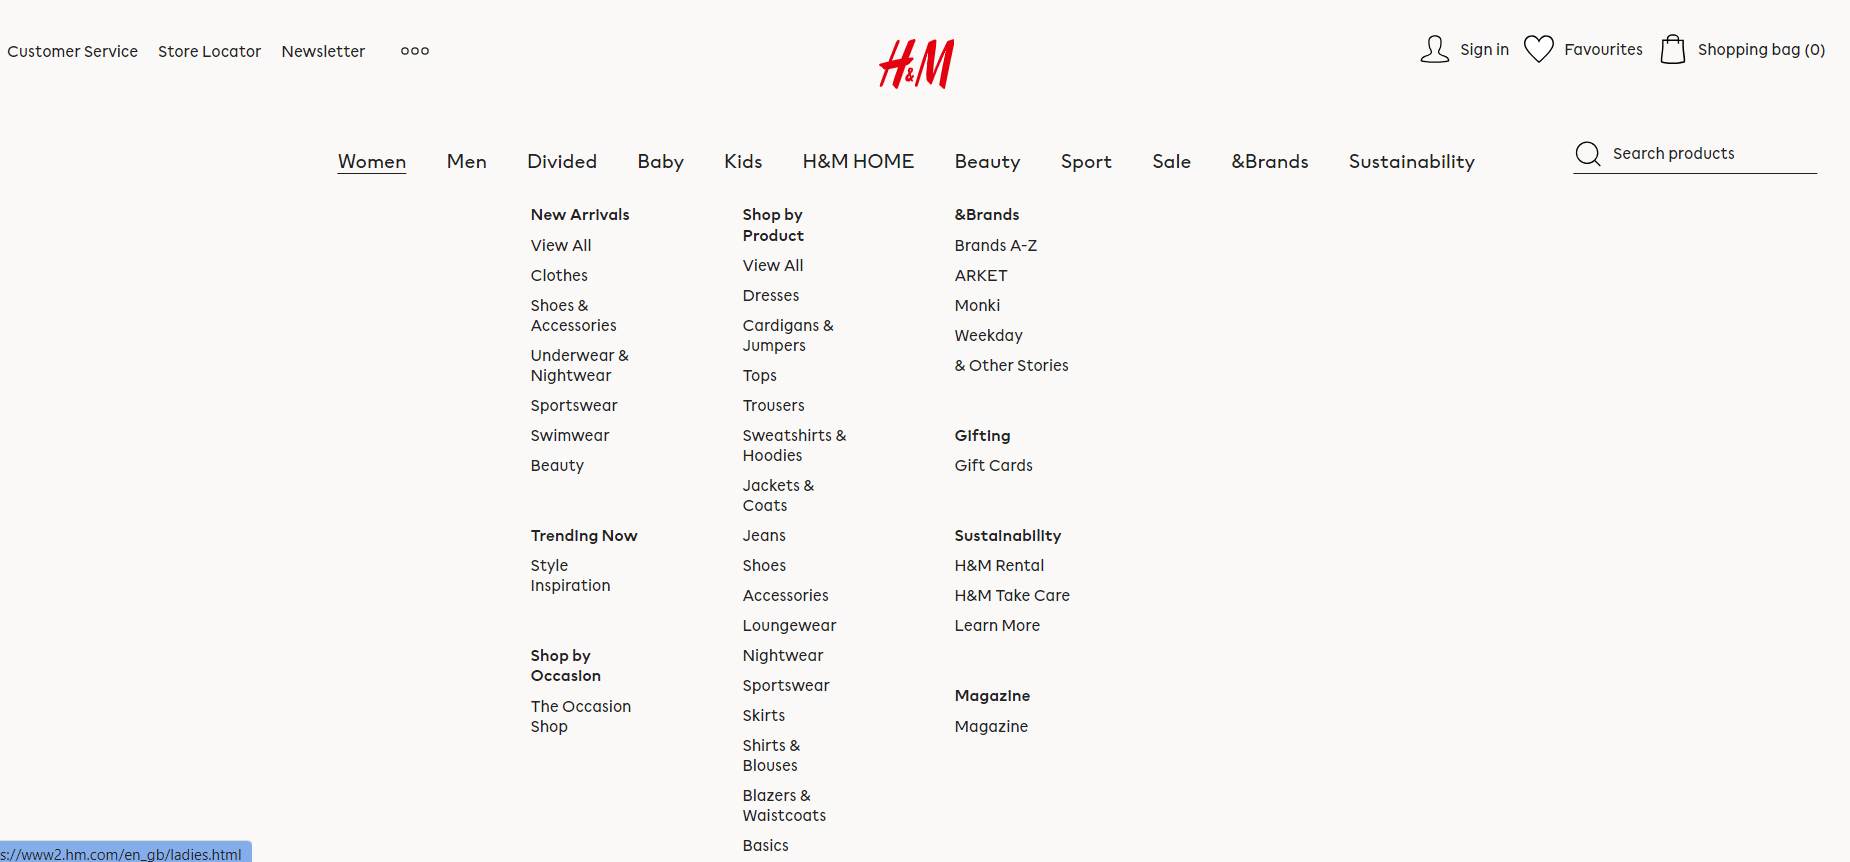 Customer Service Store Locator Newsletter
H&M
Sign in Favourites Shopping bag (0)
Women Men Divided Baby Kids H&M HOME Beauty Sport Sale &Brands Sustainability
Search products
New Arrivals
View All
Clothes
Shoes &
Accessories
Underwear &
Nightwear
Sportswear
Swimwear
Beauty
Trending Now
Style
Inspiration
Shop by
Occasion
The Occasion
Shop
Shop by
Product
View All
Dresses
Cardigans &
Jumpers
Tops
Trousers
Sweatshirts &
Hoodies
Jackets &
Coats
Jeans
Shoes
Accessories
Loungewear
Nightwear
Sportswear
Skirts
Shirts &
Blouses
Blazers &
Waistcoats
Basics
&Brands
Brands A-Z
ARKET
Monki
Weekday
& Other Stories
Gifting
Gift Cards
Sustainability
H&M Rental
H&M Take Care
Learn More
Magazine
Magazine
s://www2.hm.com/en_gb/ladies.html